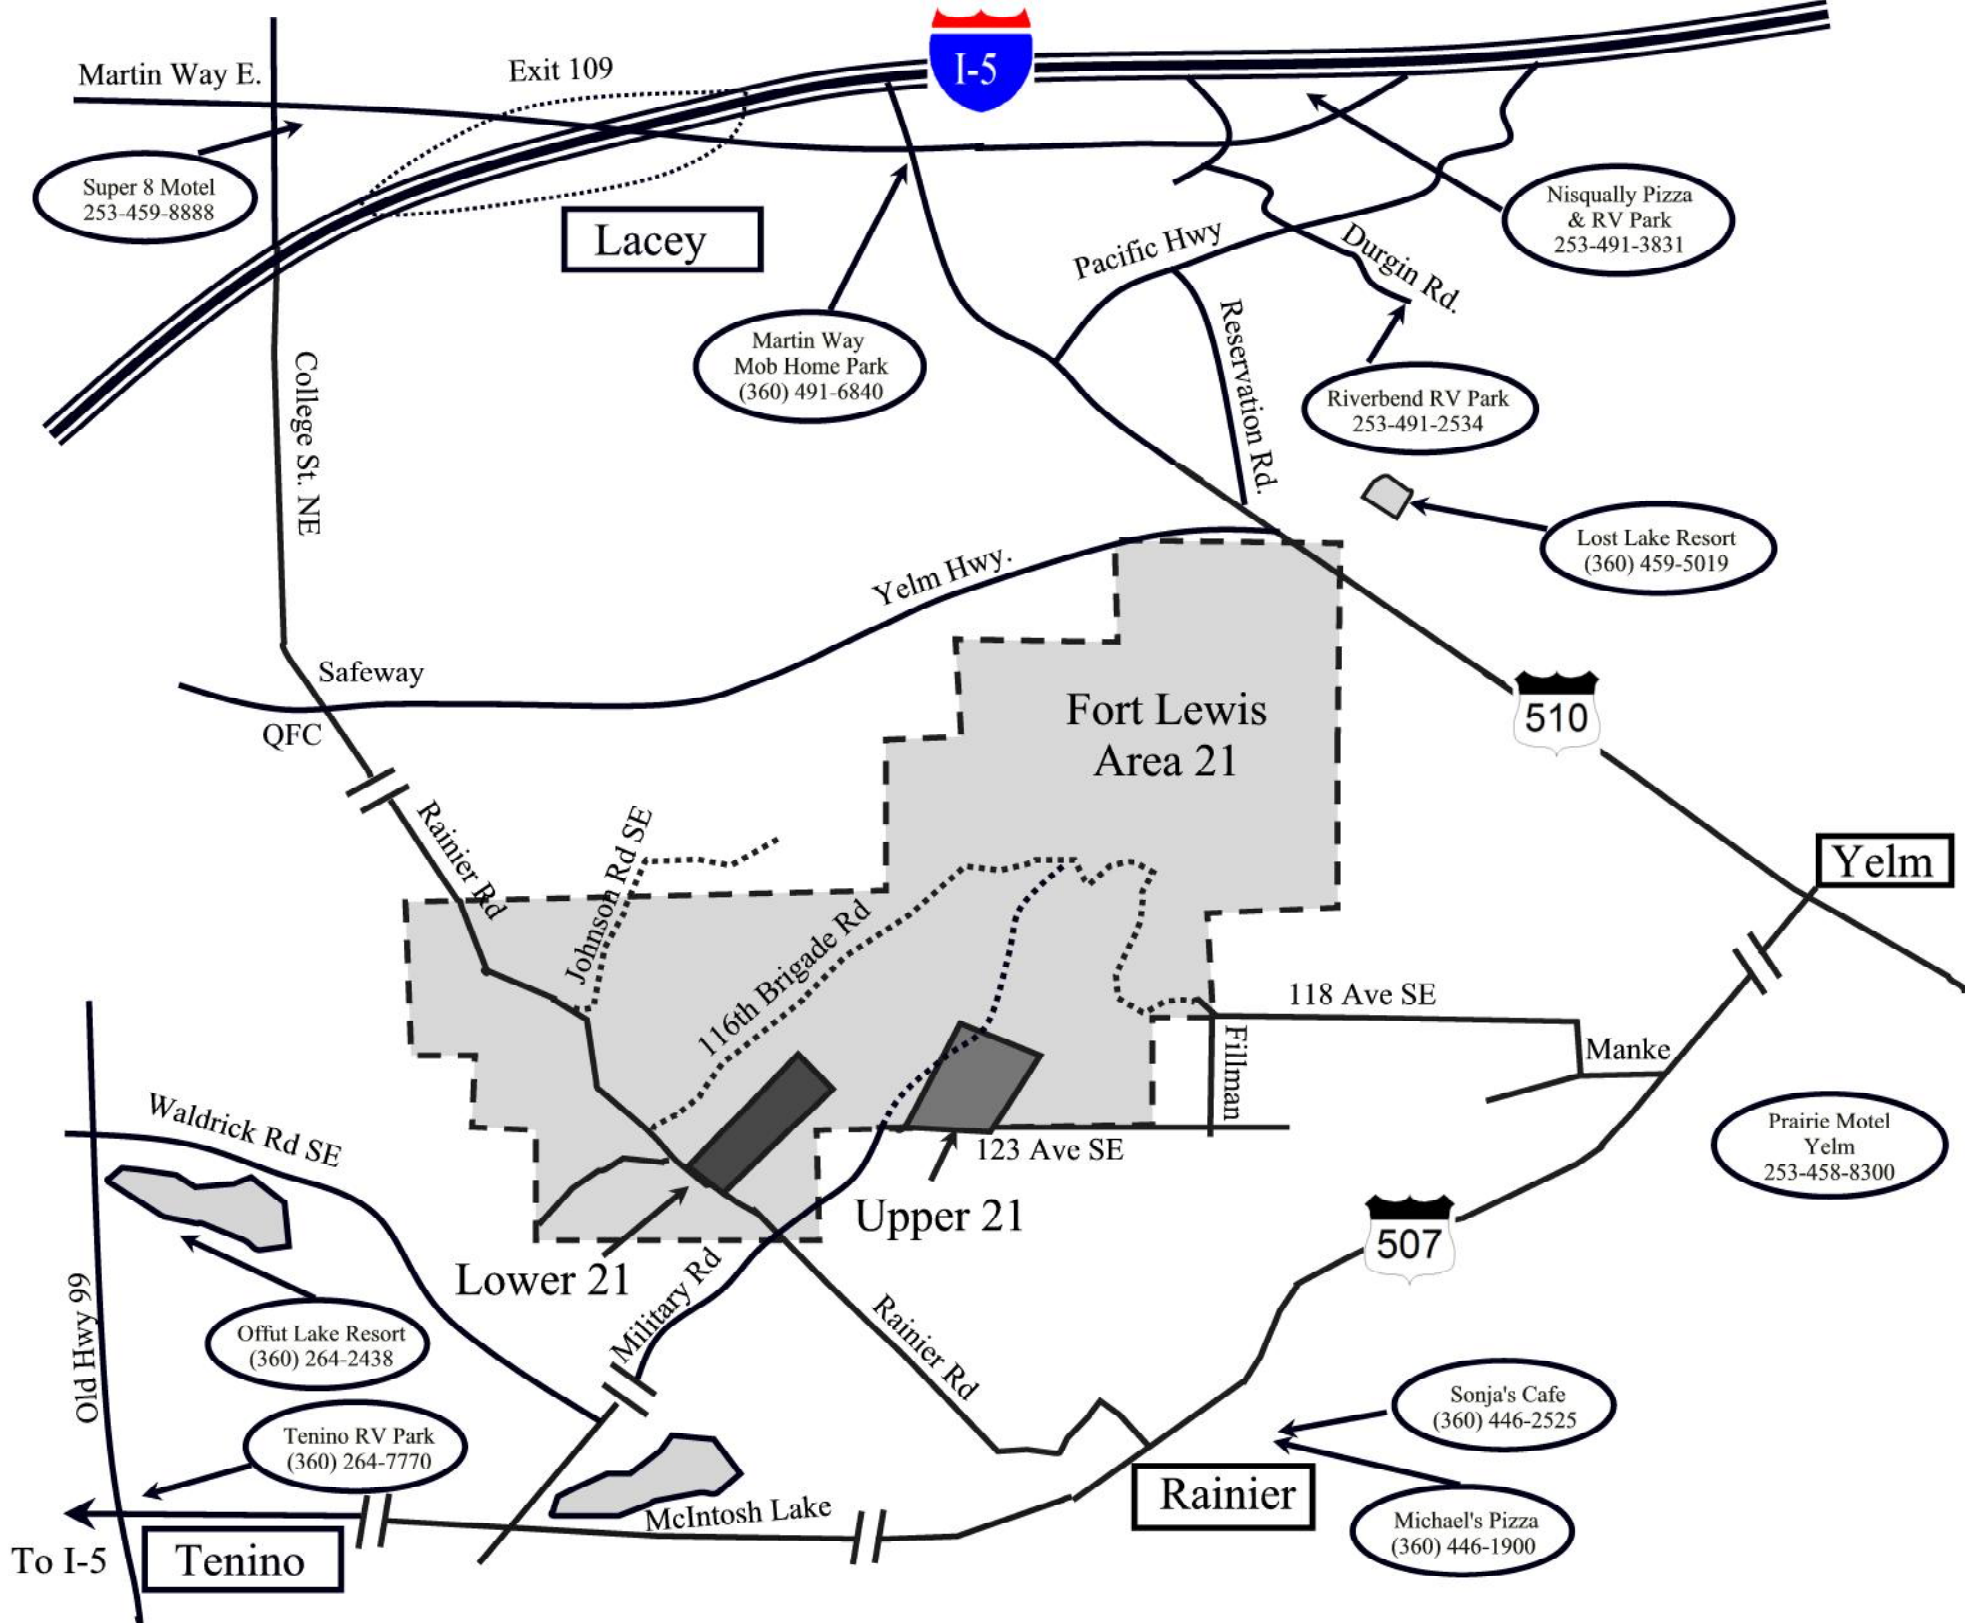 I-5
Martin Way E.
Exit 109
Super 8 Motel
253-459-8888
Lacey
Nisqually Pizza
& RV Park
253-491-3831
Pacific Hwy
Durgin Rd.
Martin Way
Mob Home Park
(360) 491-6840
College St. NE
Reservation Rd.
Riverbend RV Park
253-491-2534
Lost Lake Resort
(360) 459-5019
Yelm Hwy.
Safeway
QFC
Fort Lewis
Area 21
510
Rainier Rd
Johnson Rd SE
116th Brigade Rd
Yelm
118 Ave SE
Manke
Fillman
Waldrick Rd SE
123 Ave SE
Prairie Motel
Yelm
253-458-8300
Upper 21
507
Lower 21
Military Rd
Rainier Rd
Old Hwy 99
Offut Lake Resort
(360) 264-2438
Tenino RV Park
(360) 264-7770
Sonja's Cafe
(360) 446-2525
Rainier
McIntosh Lake
Michael's Pizza
(360) 446-1900
To I-5
Tenino